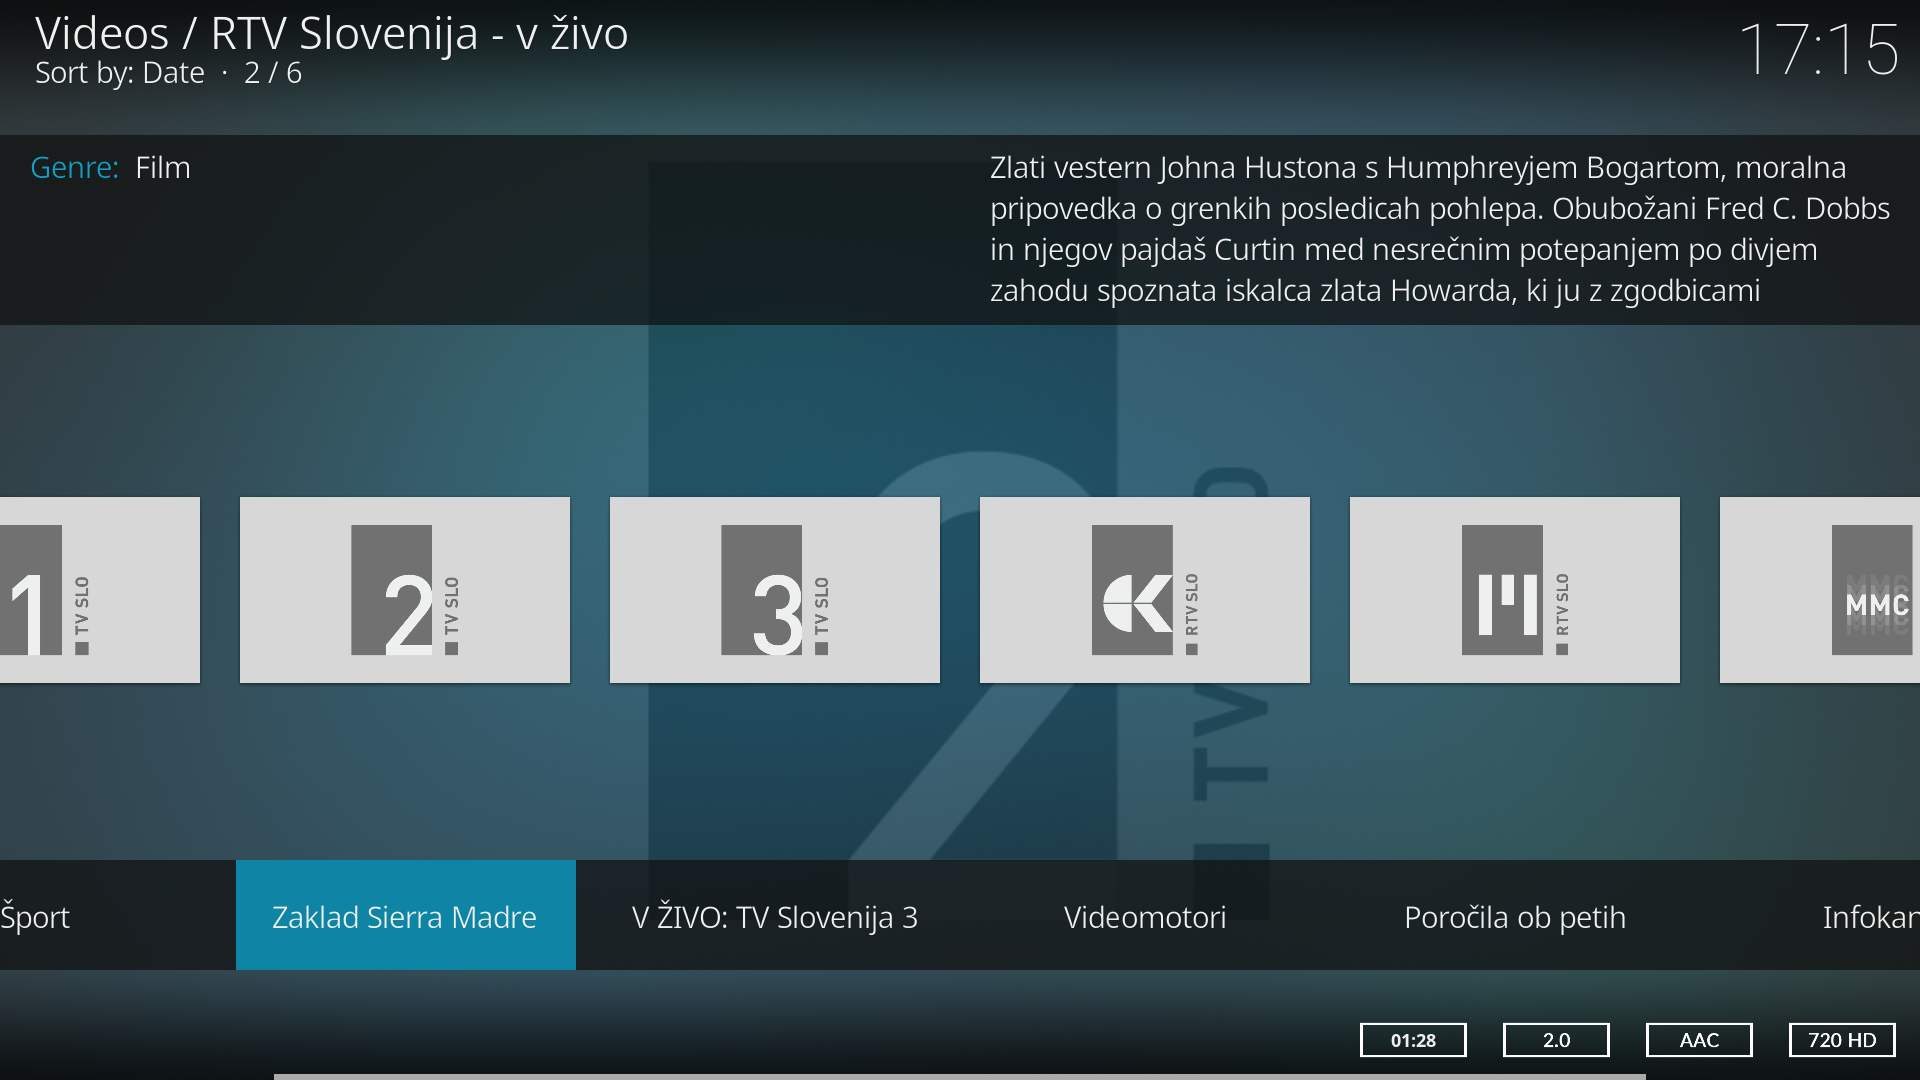 Videos / RTV Slovenija - v živo
17:15
Sort by: Date · 2 / 6
Genre: Film
Zlati vestern Johna Hustona s Humphreyjem Bogartom, moralna
pripovedka o grenkih posledicah pohlepa. Obubožani Fred C. Dobbs
in njegov pajdaš Curtin med nesrečnim potepanjem po divjem
zahodu spoznata iskalca zlata Howarda, ki ju z zgodbicami
1 TV SLO
2 TV SLO
3 TV SLO
RTV SLO
RTV SLO
MMC
Šport
Zaklad Sierra Madre
V ŽIVO: TV Slovenija 3
Videomotori
Poročila ob petih
Infokan
01:28
2.0
AAC
720 HD